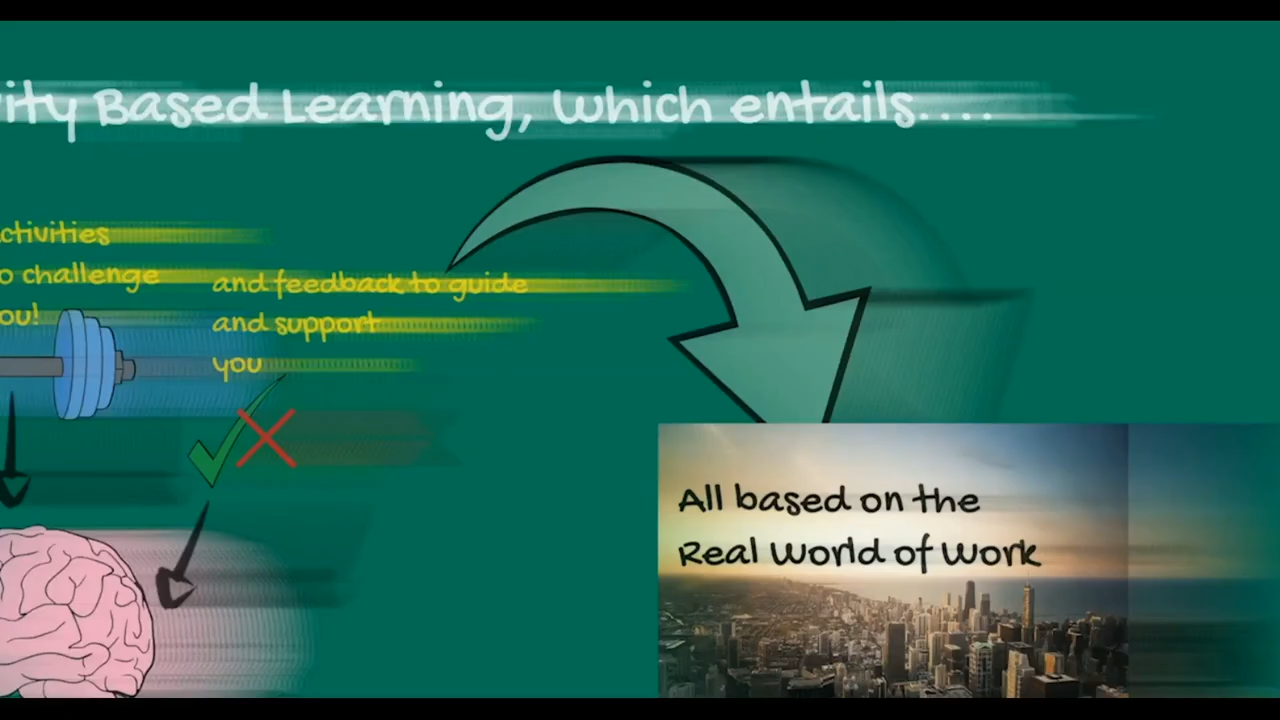 ity Based Learning, which entails....
ctivities
o challenge
ou!
and feedback to guide
and support
you
All based on the
Real World of Work